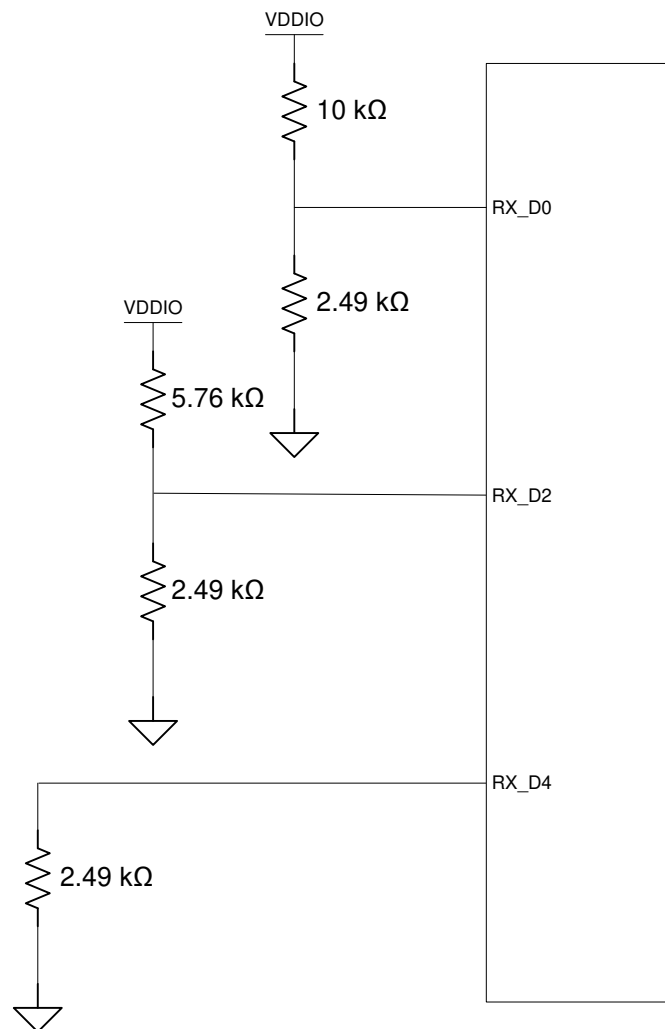 VDDIO
10 kΩ
RX_D0
2.49 kΩ
VDDIO
5.76 kΩ
RX_D2
2.49 kΩ
RX_D4
2.49 kΩ